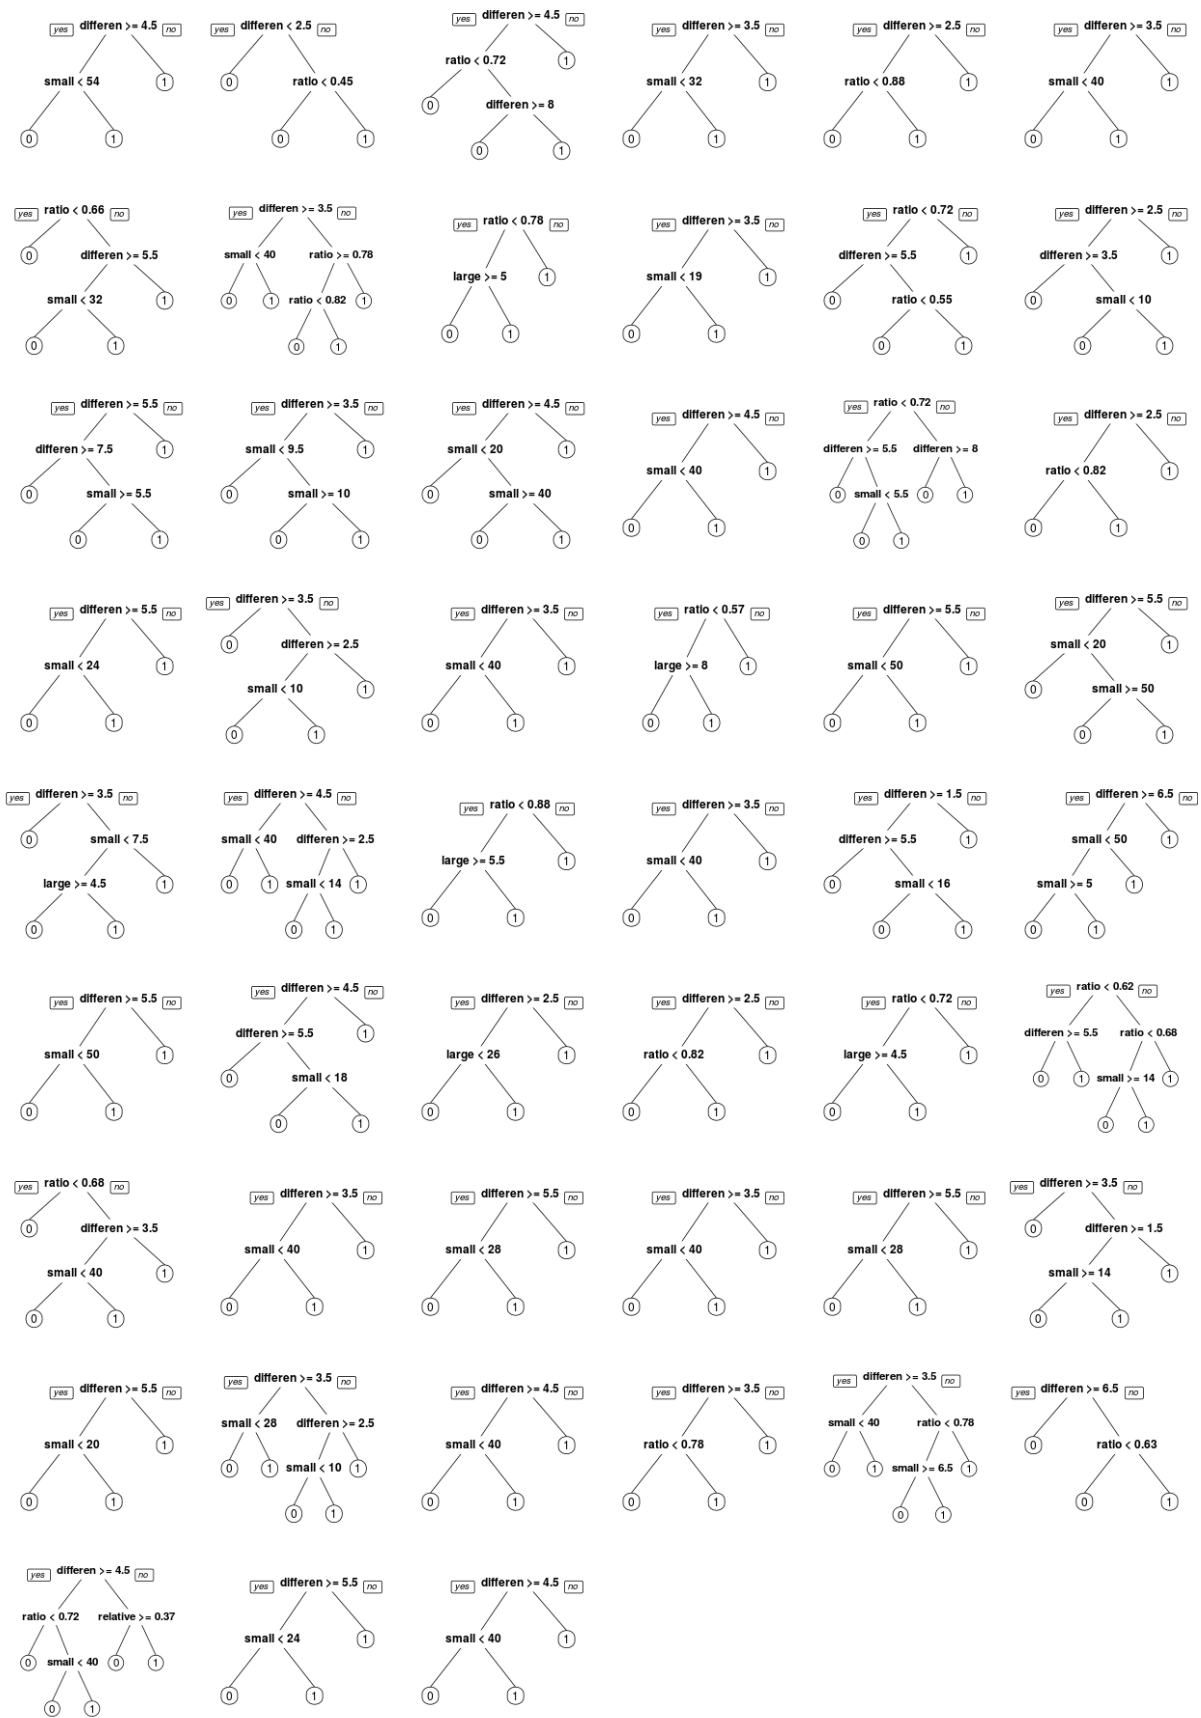 yes differen >= 4.5 no
small < 54 1
0 1
yes differen < 2.5 no
0 ratio < 0.45
0 1
yes differen >= 4.5 no
ratio < 0.72 1
0 differen >= 8
0 1
yes differen >= 3.5 no
small < 32 1
0 1
yes differen >= 2.5 no
ratio < 0.88 1
0 1
yes differen >= 3.5 no
small < 40 1
0 1
yes ratio < 0.66 no
0 differen >= 5.5
small < 32 1
0 1
yes differen >= 3.5 no
small < 40 ratio >= 0.78
0 1 ratio < 0.82 1
0 1
yes ratio < 0.78 no
large >= 5 1
0 1
yes differen >= 3.5 no
small < 19 1
0 1
yes ratio < 0.72 no
differen >= 5.5 1
0 ratio < 0.55
0 1
yes differen >= 2.5 no
differen >= 3.5 1
0 small < 10
0 1
yes differen >= 5.5 no
differen >= 7.5 1
0 small >= 5.5
0 1
yes differen >= 3.5 no
small < 9.5 1
0 small >= 10
0 1
yes differen >= 4.5 no
small < 20 1
0 small >= 40
0 1
yes differen >= 4.5 no
small < 40 1
0 1
yes ratio < 0.72 no
differen >= 5.5 differen >= 8
0 small < 5.5 0 1
0 1
yes differen >= 2.5 no
ratio < 0.82 1
0 1
yes differen >= 5.5 no
small < 24 1
0 1
yes differen >= 3.5 no
0 differen >= 2.5
small < 10 1
0 1
yes differen >= 3.5 no
small < 40 1
0 1
yes ratio < 0.57 no
large >= 8 1
0 1
yes differen >= 5.5 no
small < 50 1
0 1
yes differen >= 5.5 no
small < 20 1
0 small >= 50
0 1
yes differen >= 3.5 no
0 small < 7.5
large >= 4.5 1
0 1
yes differen >= 4.5 no
small < 40 differen >= 2.5
0 1 small < 14 1
0 1
yes ratio < 0.88 no
large >= 5.5 1
0 1
yes differen >= 3.5 no
small < 40 1
0 1
yes differen >= 1.5 no
differen >= 5.5 1
0 small < 16
0 1
yes differen >= 6.5 no
small < 50 1
small >= 5 1
0 1
yes differen >= 5.5 no
small < 50 1
0 1
yes differen >= 4.5 no
differen >= 5.5 1
0 small < 18
0 1
yes differen >= 2.5 no
large < 26 1
0 1
yes differen >= 2.5 no
ratio < 0.82 1
0 1
yes ratio < 0.72 no
large >= 4.5 1
0 1
yes ratio < 0.62 no
differen >= 5.5 ratio < 0.68
0 1 small >= 14 1
0 1
yes ratio < 0.68 no
0 differen >= 3.5
small < 40 1
0 1
yes differen >= 3.5 no
small < 40 1
0 1
yes differen >= 5.5 no
small < 28 1
0 1
yes differen >= 3.5 no
small < 40 1
0 1
yes differen >= 5.5 no
small < 28 1
0 1
yes differen >= 3.5 no
0 differen >= 1.5
small >= 14 1
0 1
yes differen >= 5.5 no
small < 20 1
0 1
yes differen >= 3.5 no
small < 28 differen >= 2.5
0 1 small < 10 1
0 1
yes differen >= 4.5 no
small < 40 1
0 1
yes differen >= 3.5 no
ratio < 0.78 1
0 1
yes differen >= 3.5 no
small < 40 ratio < 0.78
0 1 small >= 6.5 1
0 1
yes differen >= 6.5 no
0 ratio < 0.63
0 1
yes differen >= 4.5 no
ratio < 0.72 relative >= 0.37
0 small < 40 0 1
0 1
yes differen >= 5.5 no
small < 24 1
0 1
yes differen >= 4.5 no
small < 40 1
0 1